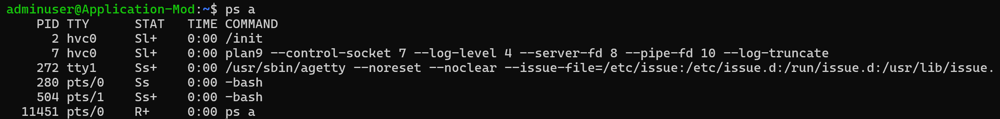 adminuser@Application-Mod:~$ ps a
    PID TTY      STAT   TIME COMMAND
      2 hvc0     Sl+    0:00 /init
      7 hvc0     Sl+    0:00 plan9 --control-socket 7 --log-level 4 --server-fd 8 --pipe-fd 10 --log-truncate
    272 tty1     Ss+    0:00 /usr/sbin/agetty --noreset --noclear --issue-file=/etc/issue:/etc/issue.d:/run/issue.d:/usr/lib/issue.
    280 pts/0    Ss     0:00 -bash
    504 pts/1    Ss+    0:00 -bash
  11451 pts/0    R+     0:00 ps a